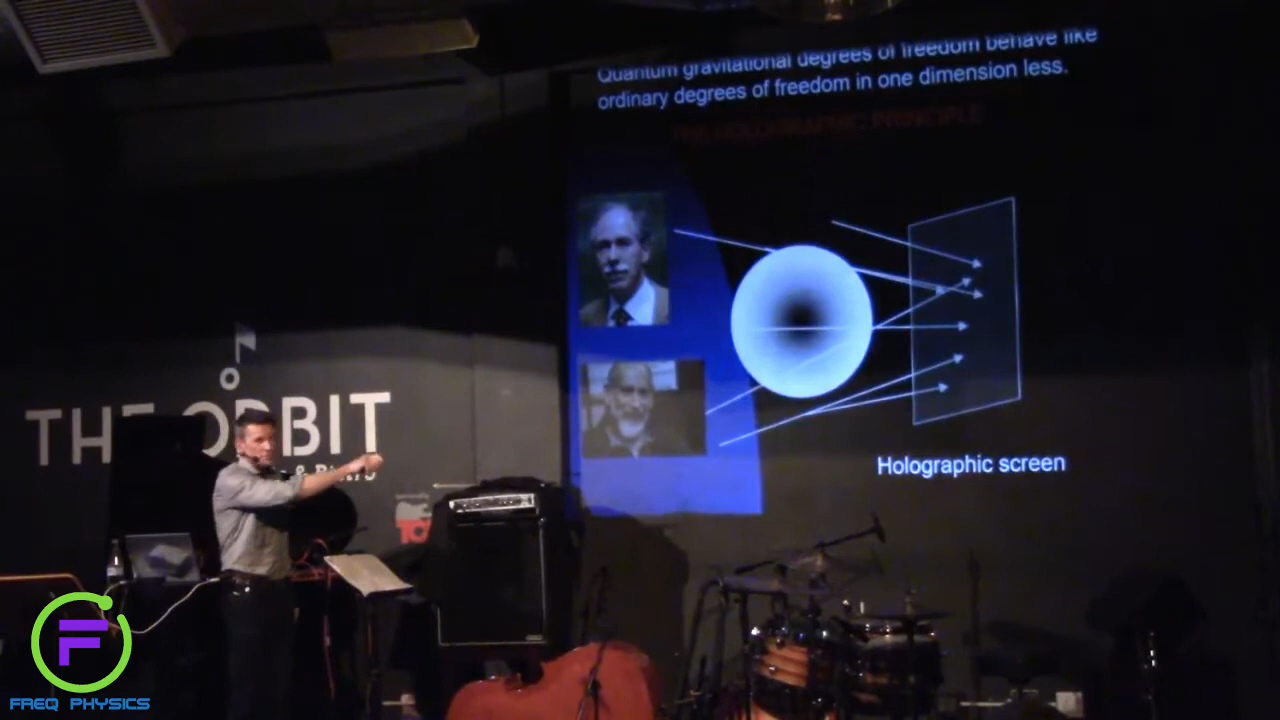 Quantum gravitational degrees of freedom behave like
ordinary degrees of freedom in one dimension less.
THE HOLOGRAPHIC PRINCIPLE
Holographic screen
THE ORBIT
FREQ PHYSICS